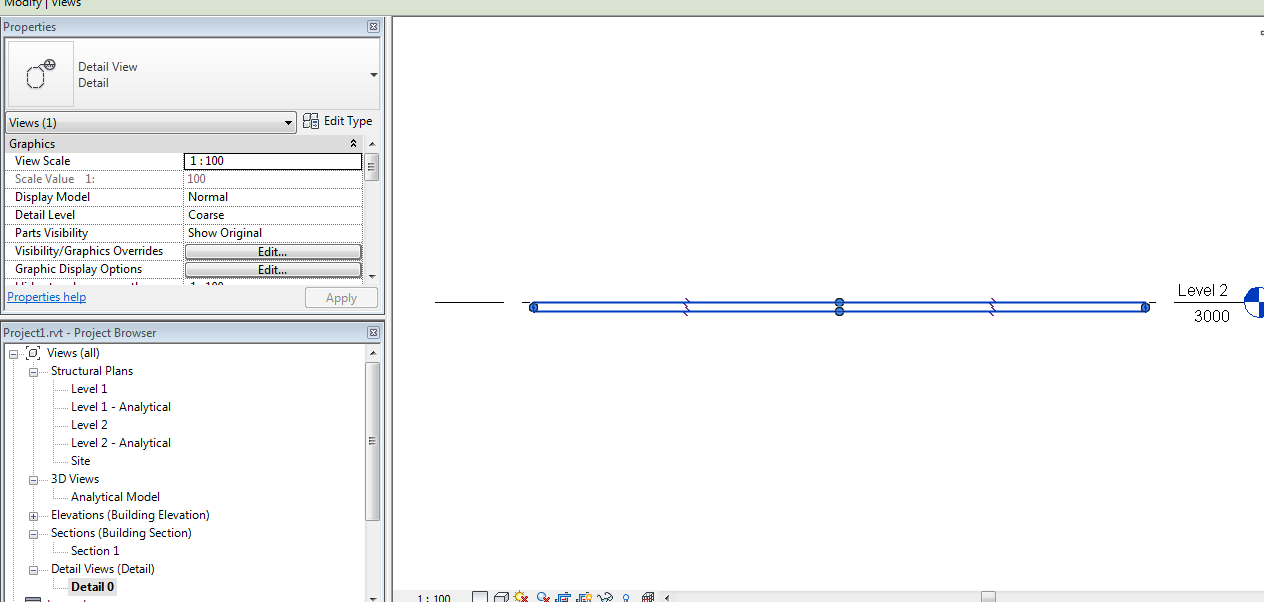 Modify | Views
Properties
Detail View
Detail
Views (1)
Edit Type
Graphics
View Scale 1 : 100
Scale Value 1: 100
Display Model Normal
Detail Level Coarse
Parts Visibility Show Original
Visibility/Graphics Overrides Edit...
Graphic Display Options Edit...
1 : 100
Properties help
Apply
Project1.rvt - Project Browser
Views (all)
Structural Plans
Level 1
Level 1 - Analytical
Level 2
Level 2 - Analytical
Site
3D Views
Analytical Model
Elevations (Building Elevation)
Sections (Building Section)
Section 1
Detail Views (Detail)
Detail 0
Level 2
3000
1 : 100